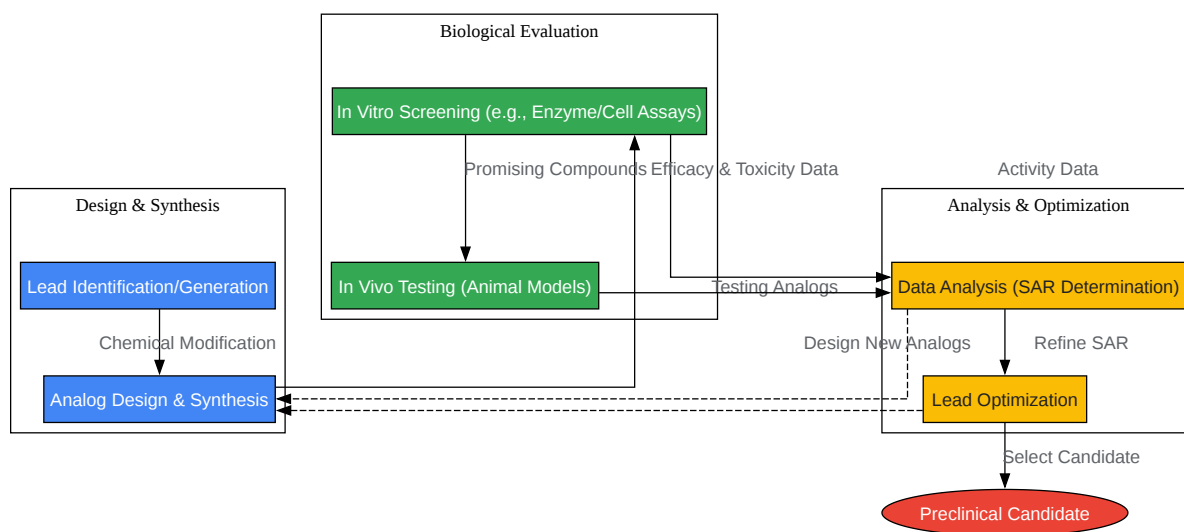 Biological Evaluation
In Vitro Screening (e.g., Enzyme/Cell Assays)
Promising Compounds
Efficacy & Toxicity Data
Activity Data
Design & Synthesis
Analysis & Optimization
Lead Identification/Generation
In Vivo Testing (Animal Models)
Testing Analogs
Data Analysis (SAR Determination)
Chemical Modification
Design New Analogs
Refine SAR
Analog Design & Synthesis
Lead Optimization
Select Candidate
Preclinical Candidate